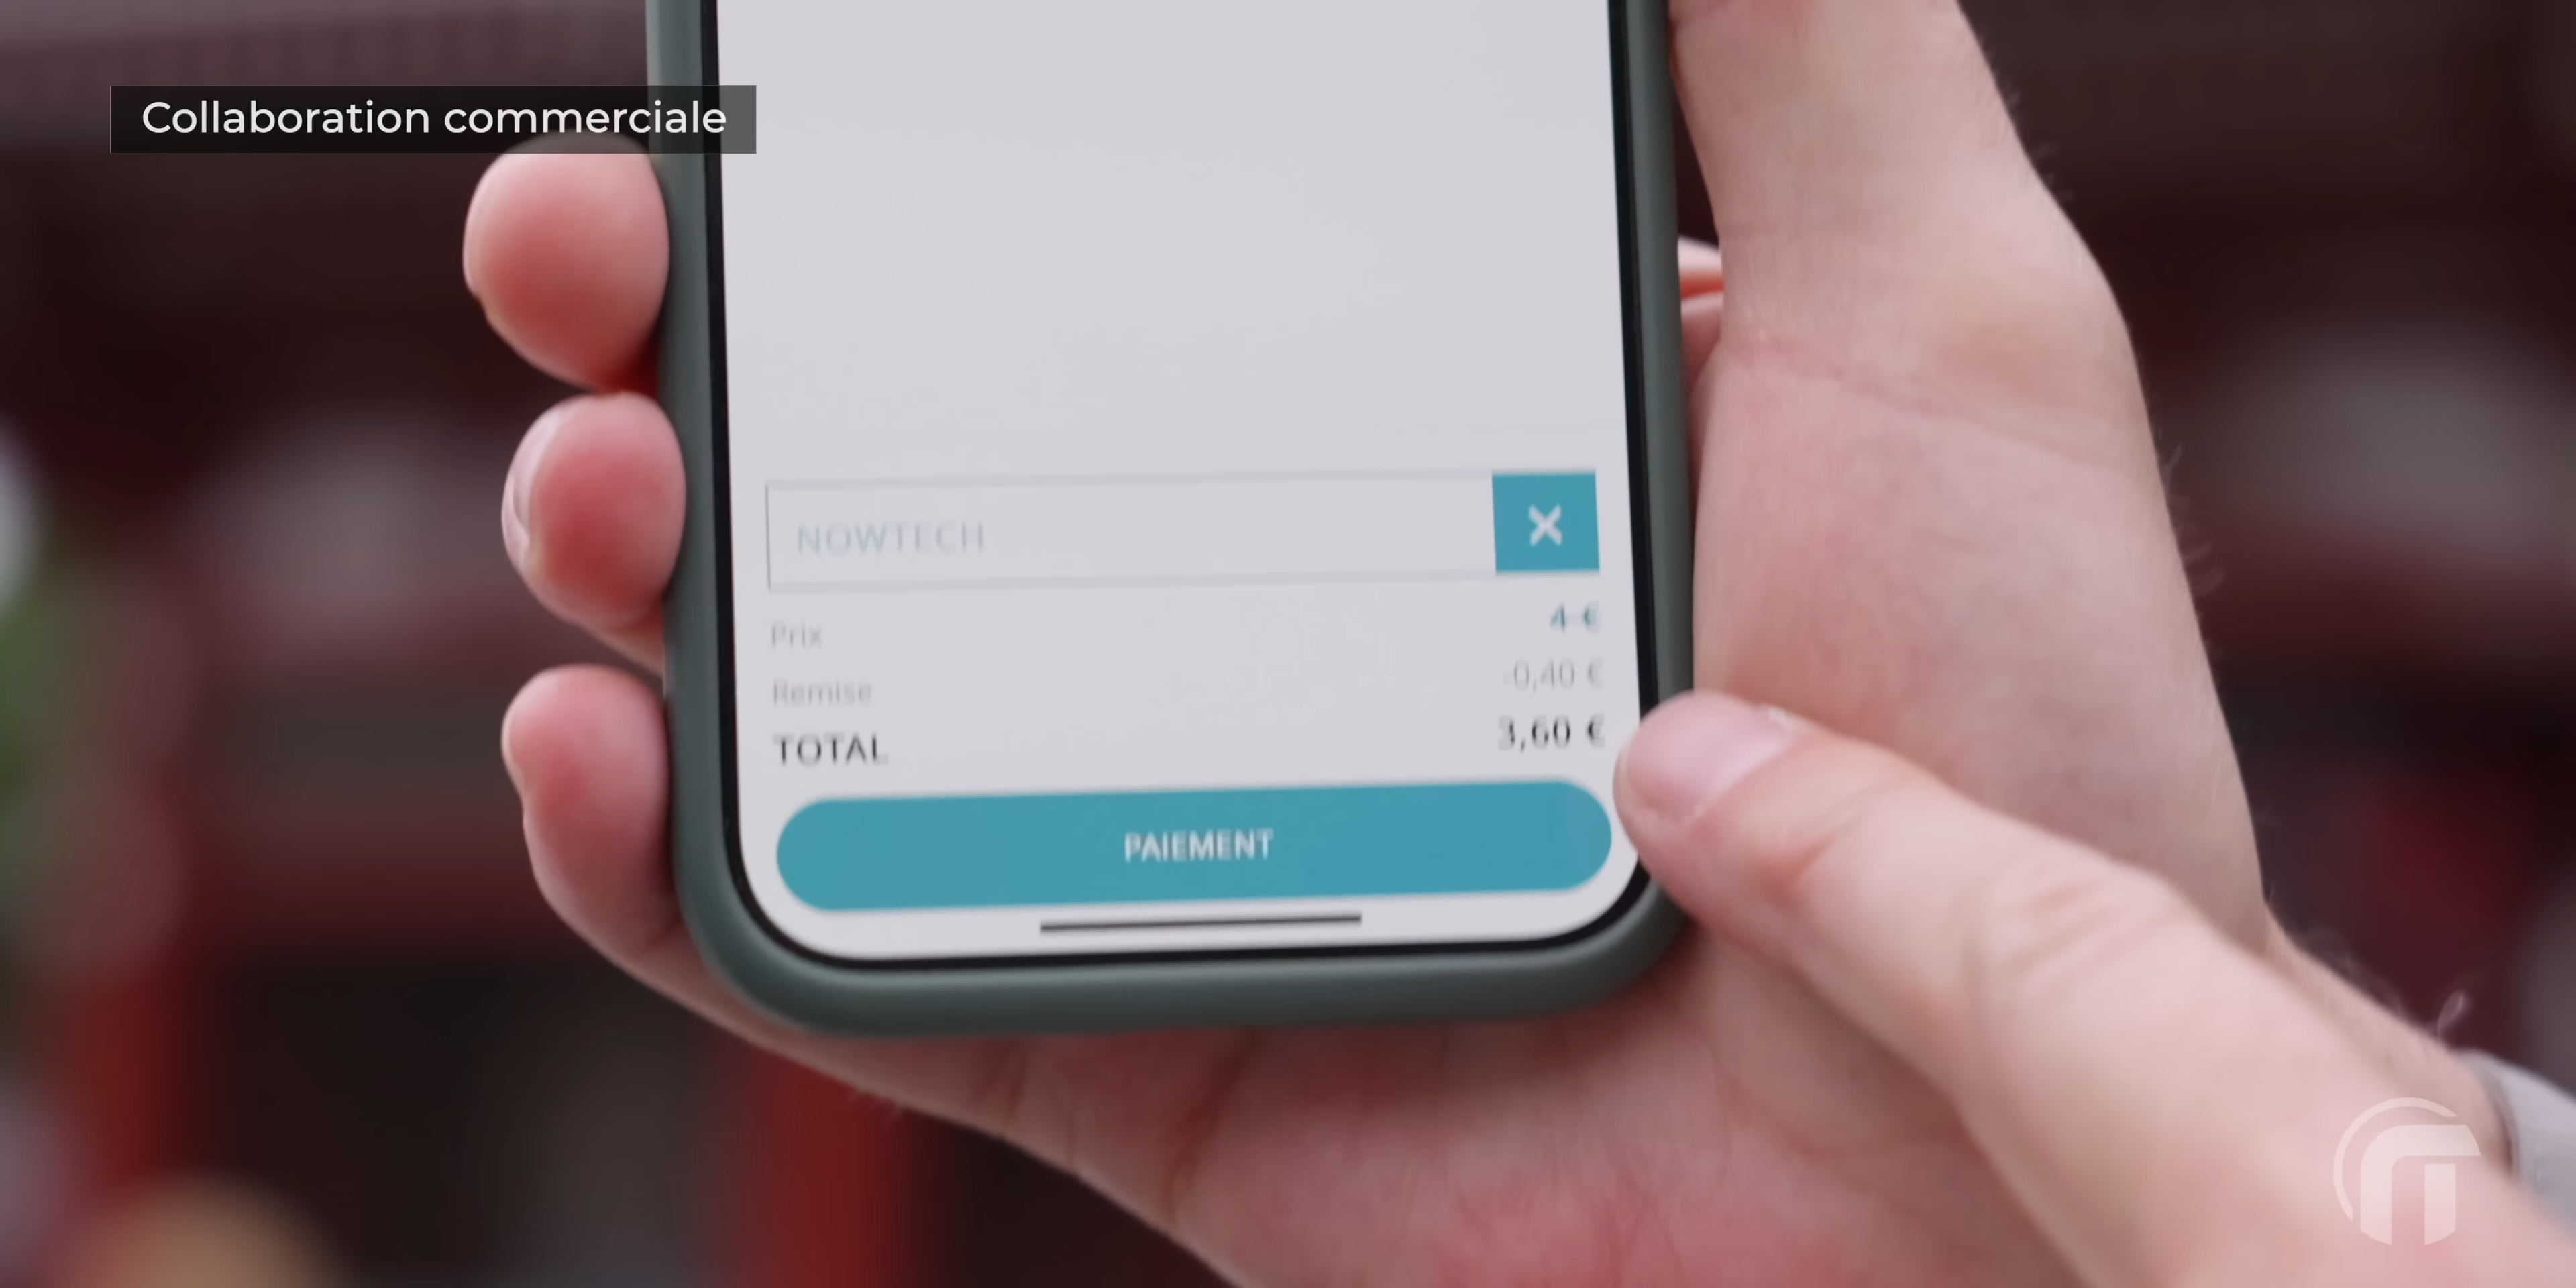 Collaboration commerciale
NOWTECH
Prix 4 €
Remise -0,40 €
TOTAL 3,60 €
PAIEMENT